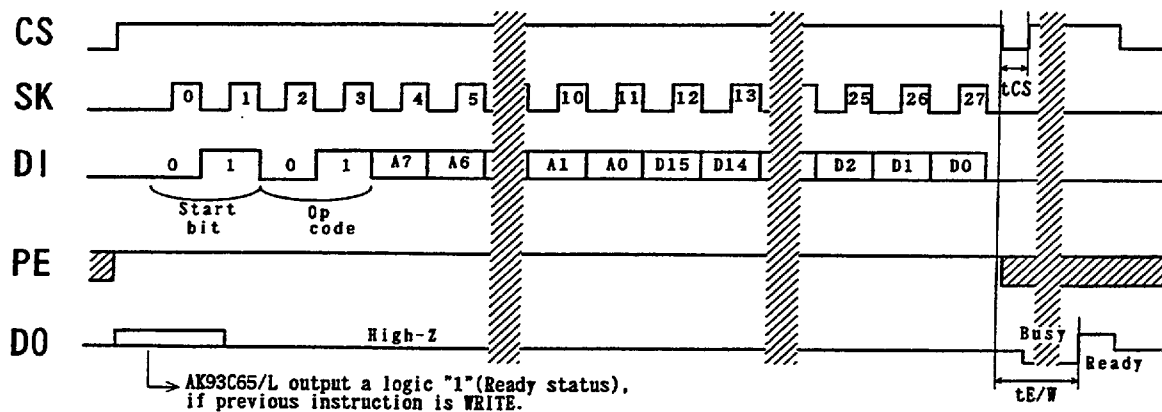 CS
tCS
SK
0 1 2 3 4 5 10 11 12 13 25 26 27
DI
0 1 0 1 A7 A6 A1 A0 D15 D14 D2 D1 D0
Start bit
Op code
PE
DO
High-Z
Busy
Ready
AK93C65/L output a logic "1"(Ready status),
if previous instruction is WRITE.
tE/W